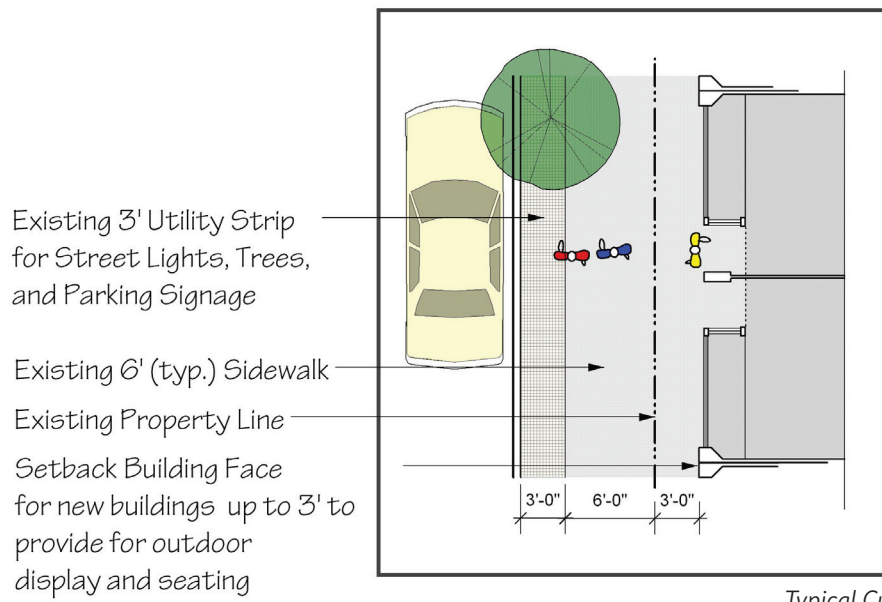 Existing 3' Utility Strip
for Street Lights, Trees,
and Parking Signage
Existing 6' (typ.) Sidewalk
Existing Property Line
Setback Building Face
for new buildings up to 3' to
provide for outdoor
display and seating
3'-0" 6'-0" 3'-0"
Typical